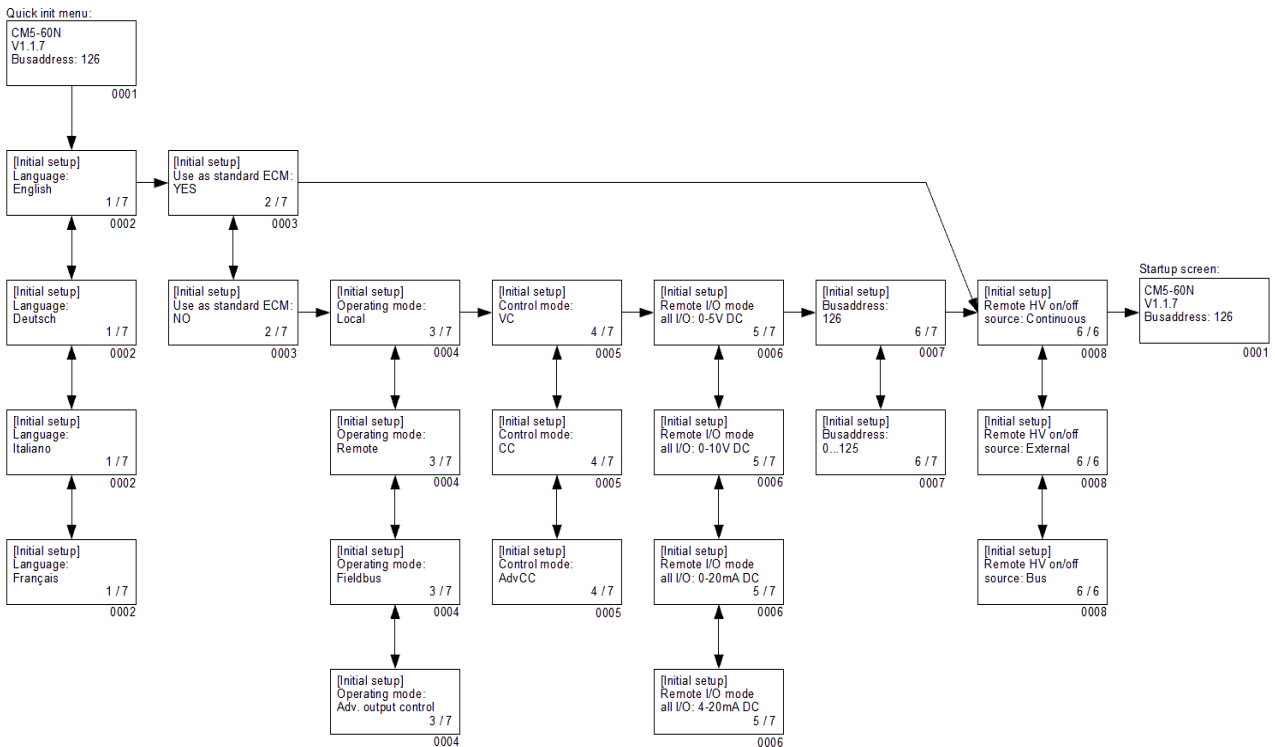 Quick init menu:
CM5-60N
V1.1.7
Busaddress: 126
0001
[Initial setup]
Language:
English
1 / 7
0002
[Initial setup]
Use as standard ECM:
YES
2 / 7
0003
[Initial setup]
Language:
Deutsch
1 / 7
0002
[Initial setup]
Use as standard ECM:
NO
2 / 7
0003
[Initial setup]
Operating mode:
Local
3 / 7
0004
[Initial setup]
Control mode:
VC
4 / 7
0005
[Initial setup]
Remote I/O mode
all I/O: 0-5V DC
5 / 7
0006
[Initial setup]
Busaddress:
126
6 / 7
0007
[Initial setup]
Remote HV on/off
source: Continuous
6 / 6
0008
Startup screen:
CM5-60N
V1.1.7
Busaddress: 126
0001
[Initial setup]
Language:
Italiano
1 / 7
0002
[Initial setup]
Operating mode:
Remote
3 / 7
0004
[Initial setup]
Control mode:
CC
4 / 7
0005
[Initial setup]
Remote I/O mode
all I/O: 0-10V DC
5 / 7
0006
[Initial setup]
Busaddress:
0...125
6 / 7
0007
[Initial setup]
Remote HV on/off
source: External
6 / 6
0008
[Initial setup]
Language:
Français
1 / 7
0002
[Initial setup]
Operating mode:
Fieldbus
3 / 7
0004
[Initial setup]
Control mode:
AdvCC
4 / 7
0005
[Initial setup]
Remote I/O mode
all I/O: 0-20mA DC
5 / 7
0006
[Initial setup]
Remote HV on/off
source: Bus
6 / 6
0008
[Initial setup]
Operating mode:
Adv. output control
3 / 7
0004
[Initial setup]
Remote I/O mode
all I/O: 4-20mA DC
5 / 7
0006